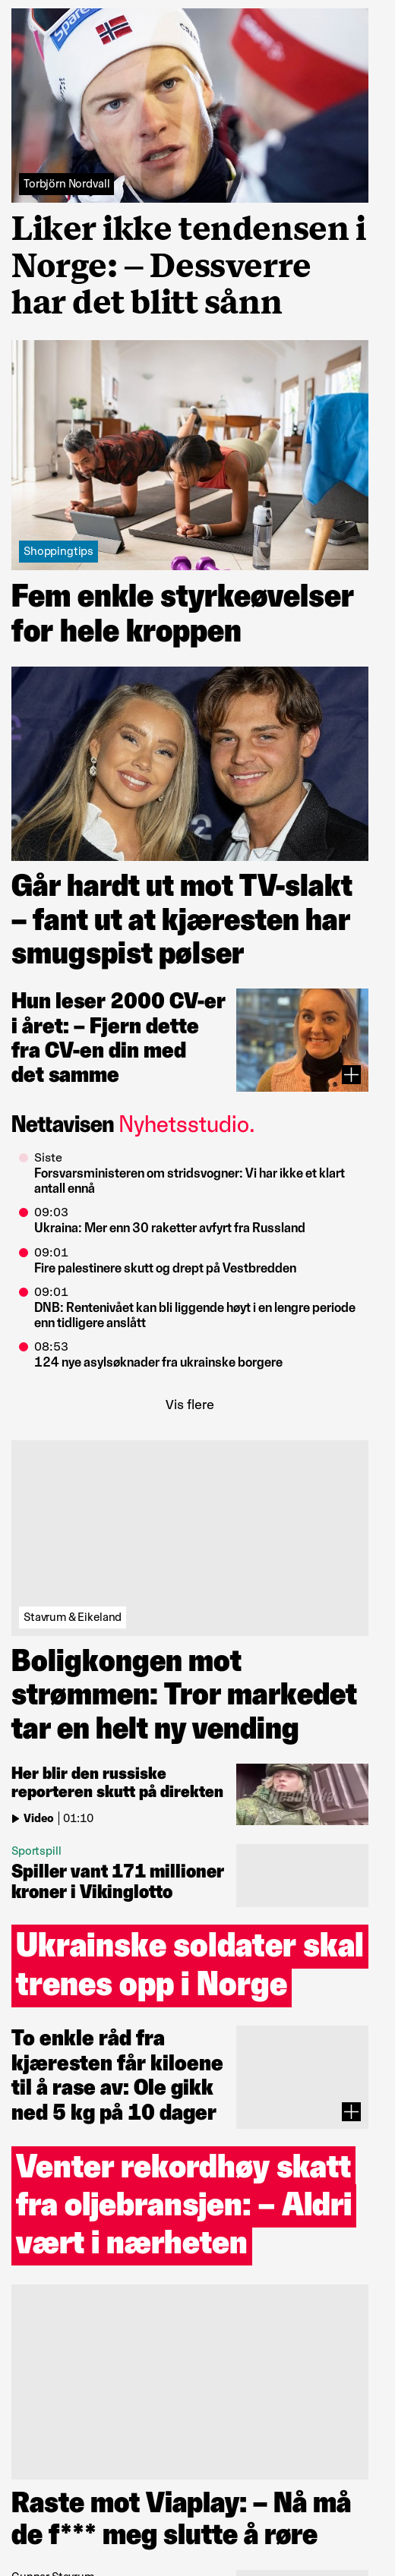 Spare
Torbjörn Nordvall
Liker ikke tendensen i
Norge: – Dessverre
har det blitt sånn
Shoppingtips
Fem enkle styrkeøvelser
for hele kroppen
Går hardt ut mot TV-slakt
– fant ut at kjæresten har
smugspist pølser
Hun leser 2000 CV-er
i året: – Fjern dette
fra CV-en din med
det samme
Nettavisen Nyhetsstudio.
Siste
Forsvarsministeren om stridsvogner: Vi har ikke et klart
antall ennå
09:03
Ukraina: Mer enn 30 raketter avfyrt fra Russland
09:01
Fire palestinere skutt og drept på Vestbredden
09:01
DNB: Rentenivået kan bli liggende høyt i en lengre periode
enn tidligere anslått
08:53
124 nye asylsøknader fra ukrainske borgere
Vis flere
Stavrum & Eikeland
Boligkongen mot
strømmen: Tror markedet
tar en helt ny vending
Her blir den russiske
reporteren skutt på direkten
Video | 01:10
Sportspill
Spiller vant 171 millioner
kroner i Vikinglotto
Ukrainske soldater skal
trenes opp i Norge
To enkle råd fra
kjæresten får kiloene
til å rase av: Ole gikk
ned 5 kg på 10 dager
Venter rekordhøy skatt
fra oljebransjen: – Aldri
vært i nærheten
Raste mot Viaplay: – Nå må
de f*** meg slutte å røre
Gunnar Stavrum